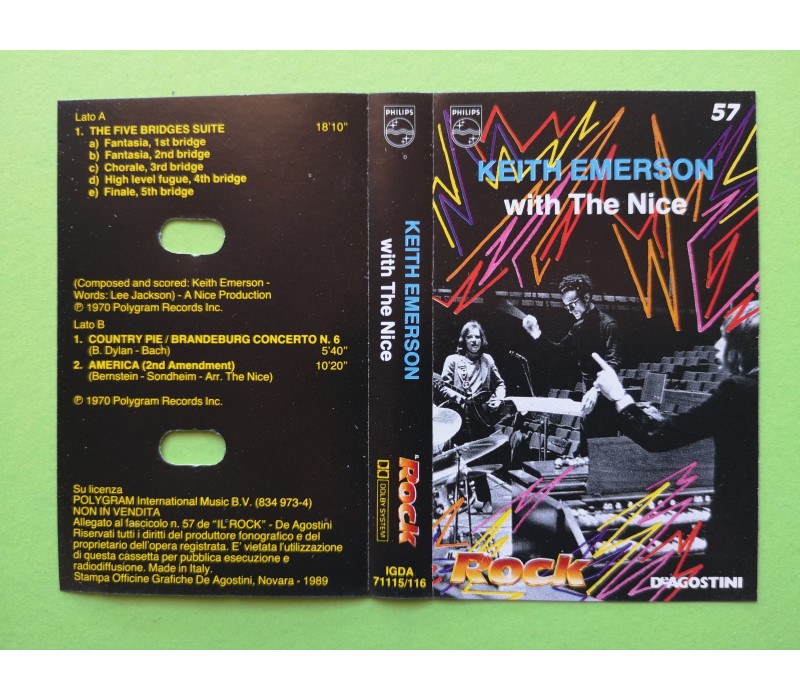 Lato A
1. THE FIVE BRIDGES SUITE 18'10"
a) Fantasia, 1st bridge
b) Fantasia, 2nd bridge
c) Chorale, 3rd bridge
d) High level fugue, 4th bridge
e) Finale, 5th bridge
(Composed and scored: Keith Emerson -
Words: Lee Jackson) - A Nice Production
℗ 1970 Polygram Records Inc.
Lato B
1. COUNTRY PIE / BRANDEBURG CONCERTO N. 6
(B. Dylan - Bach) 5'40"
2. AMERICA (2nd Amendment) 10'20"
(Bernstein - Sondheim - Arr. The Nice)
℗ 1970 Polygram Records Inc.
Su licenza
POLYGRAM International Music B.V. (834 973-4)
NON IN VENDITA
Allegato al fascicolo n. 57 de "IL ROCK" - De Agostini
Riservati tutti i diritti del produttore fonografico e del
proprietario dell'opera registrata. E' vietata l'utilizzazione
di questa cassetta per pubblica esecuzione e
radiodiffusione. Made in Italy.
Stampa Officine Grafiche De Agostini, Novara - 1989
PHILIPS
KEITH EMERSON
with The Nice
IL ROCK
DOLBY SYSTEM
IGDA
71115/116
PHILIPS
57
KEITH EMERSON
with The Nice
IL ROCK
DEAGOSTINI